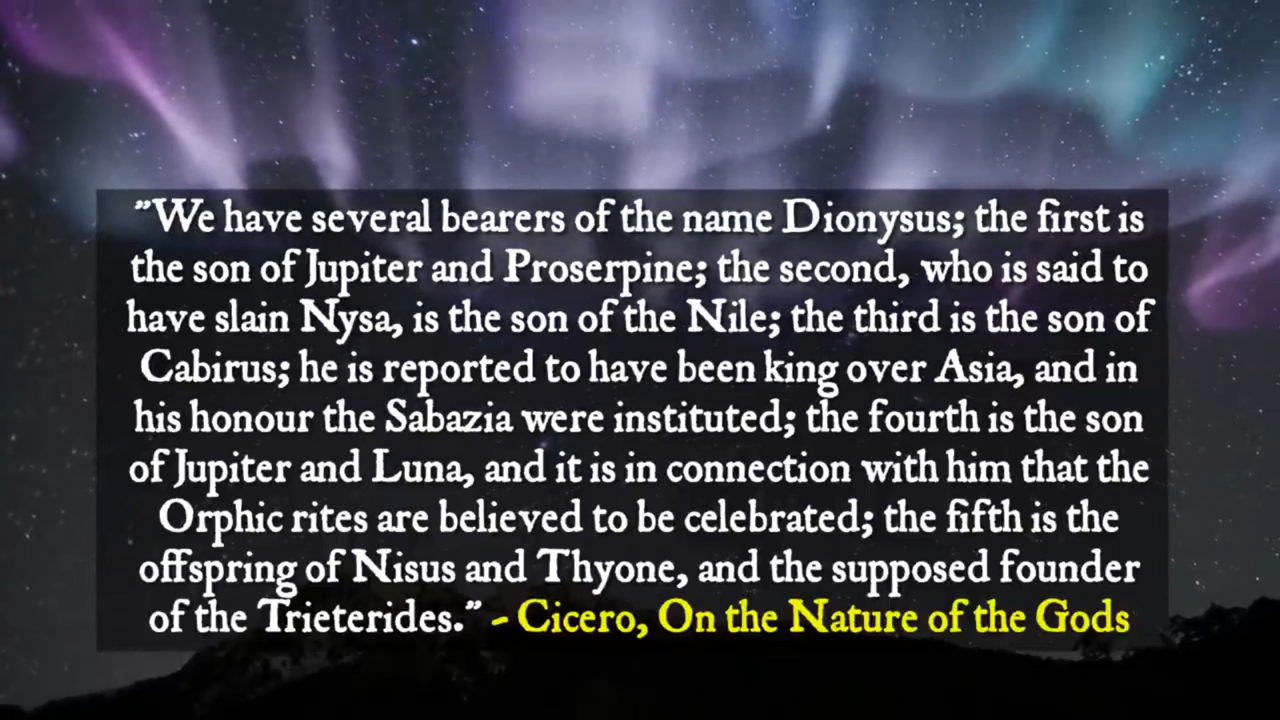 "We have several bearers of the name Dionysus; the first is
the son of Jupiter and Proserpine; the second, who is said to
have slain Nysa, is the son of the Nile; the third is the son of
Cabirus; he is reported to have been king over Asia, and in
his honour the Sabazia were instituted; the fourth is the son
of Jupiter and Luna, and it is in connection with him that the
Orphic rites are believed to be celebrated; the fifth is the
offspring of Nisus and Thyone, and the supposed founder
of the Trieterides." - Cicero, On the Nature of the Gods